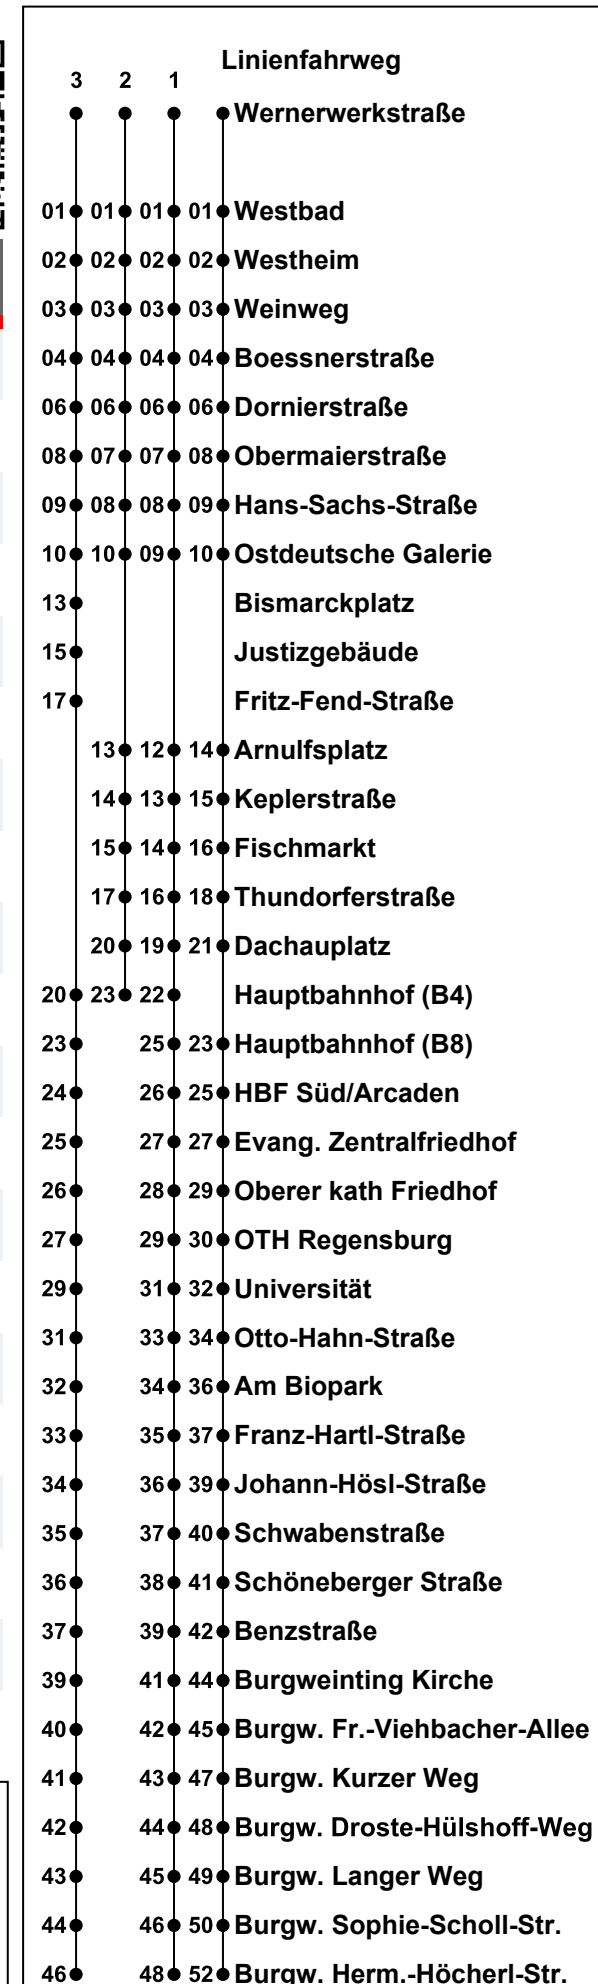 Linienfahrweg
3 2 1
Wernerwerkstraße
01 01 01 01 Westbad
02 02 02 02 Westheim
03 03 03 03 Weinweg
04 04 04 04 Boessnerstraße
06 06 06 06 Dornierstraße
08 07 07 08 Obermaierstraße
09 08 08 09 Hans-Sachs-Straße
10 10 09 10 Ostdeutsche Galerie
13 Bismarckplatz
15 Justizgebäude
17 Fritz-Fend-Straße
13 12 14 Arnulfsplatz
14 13 15 Keplerstraße
15 14 16 Fischmarkt
17 16 18 Thundorferstraße
20 19 21 Dachauplatz
20 23 22 Hauptbahnhof (B4)
23 25 23 Hauptbahnhof (B8)
24 26 25 HBF Süd/Arcaden
25 27 27 Evang. Zentralfriedhof
26 28 29 Oberer kath Friedhof
27 29 30 OTH Regensburg
29 31 32 Universität
31 33 34 Otto-Hahn-Straße
32 34 36 Am Biopark
33 35 37 Franz-Hartl-Straße
34 36 39 Johann-Hösl-Straße
35 37 40 Schwabenstraße
36 38 41 Schöneberger Straße
37 39 42 Benzstraße
39 41 44 Burgweinting Kirche
40 42 45 Burgw. Fr.-Viehbacher-Allee
41 43 47 Burgw. Kurzer Weg
42 44 48 Burgw. Droste-Hülshoff-Weg
43 45 49 Burgw. Langer Weg
44 46 50 Burgw. Sophie-Scholl-Str.
46 48 52 Burgw. Herm.-Höcherl-Str.